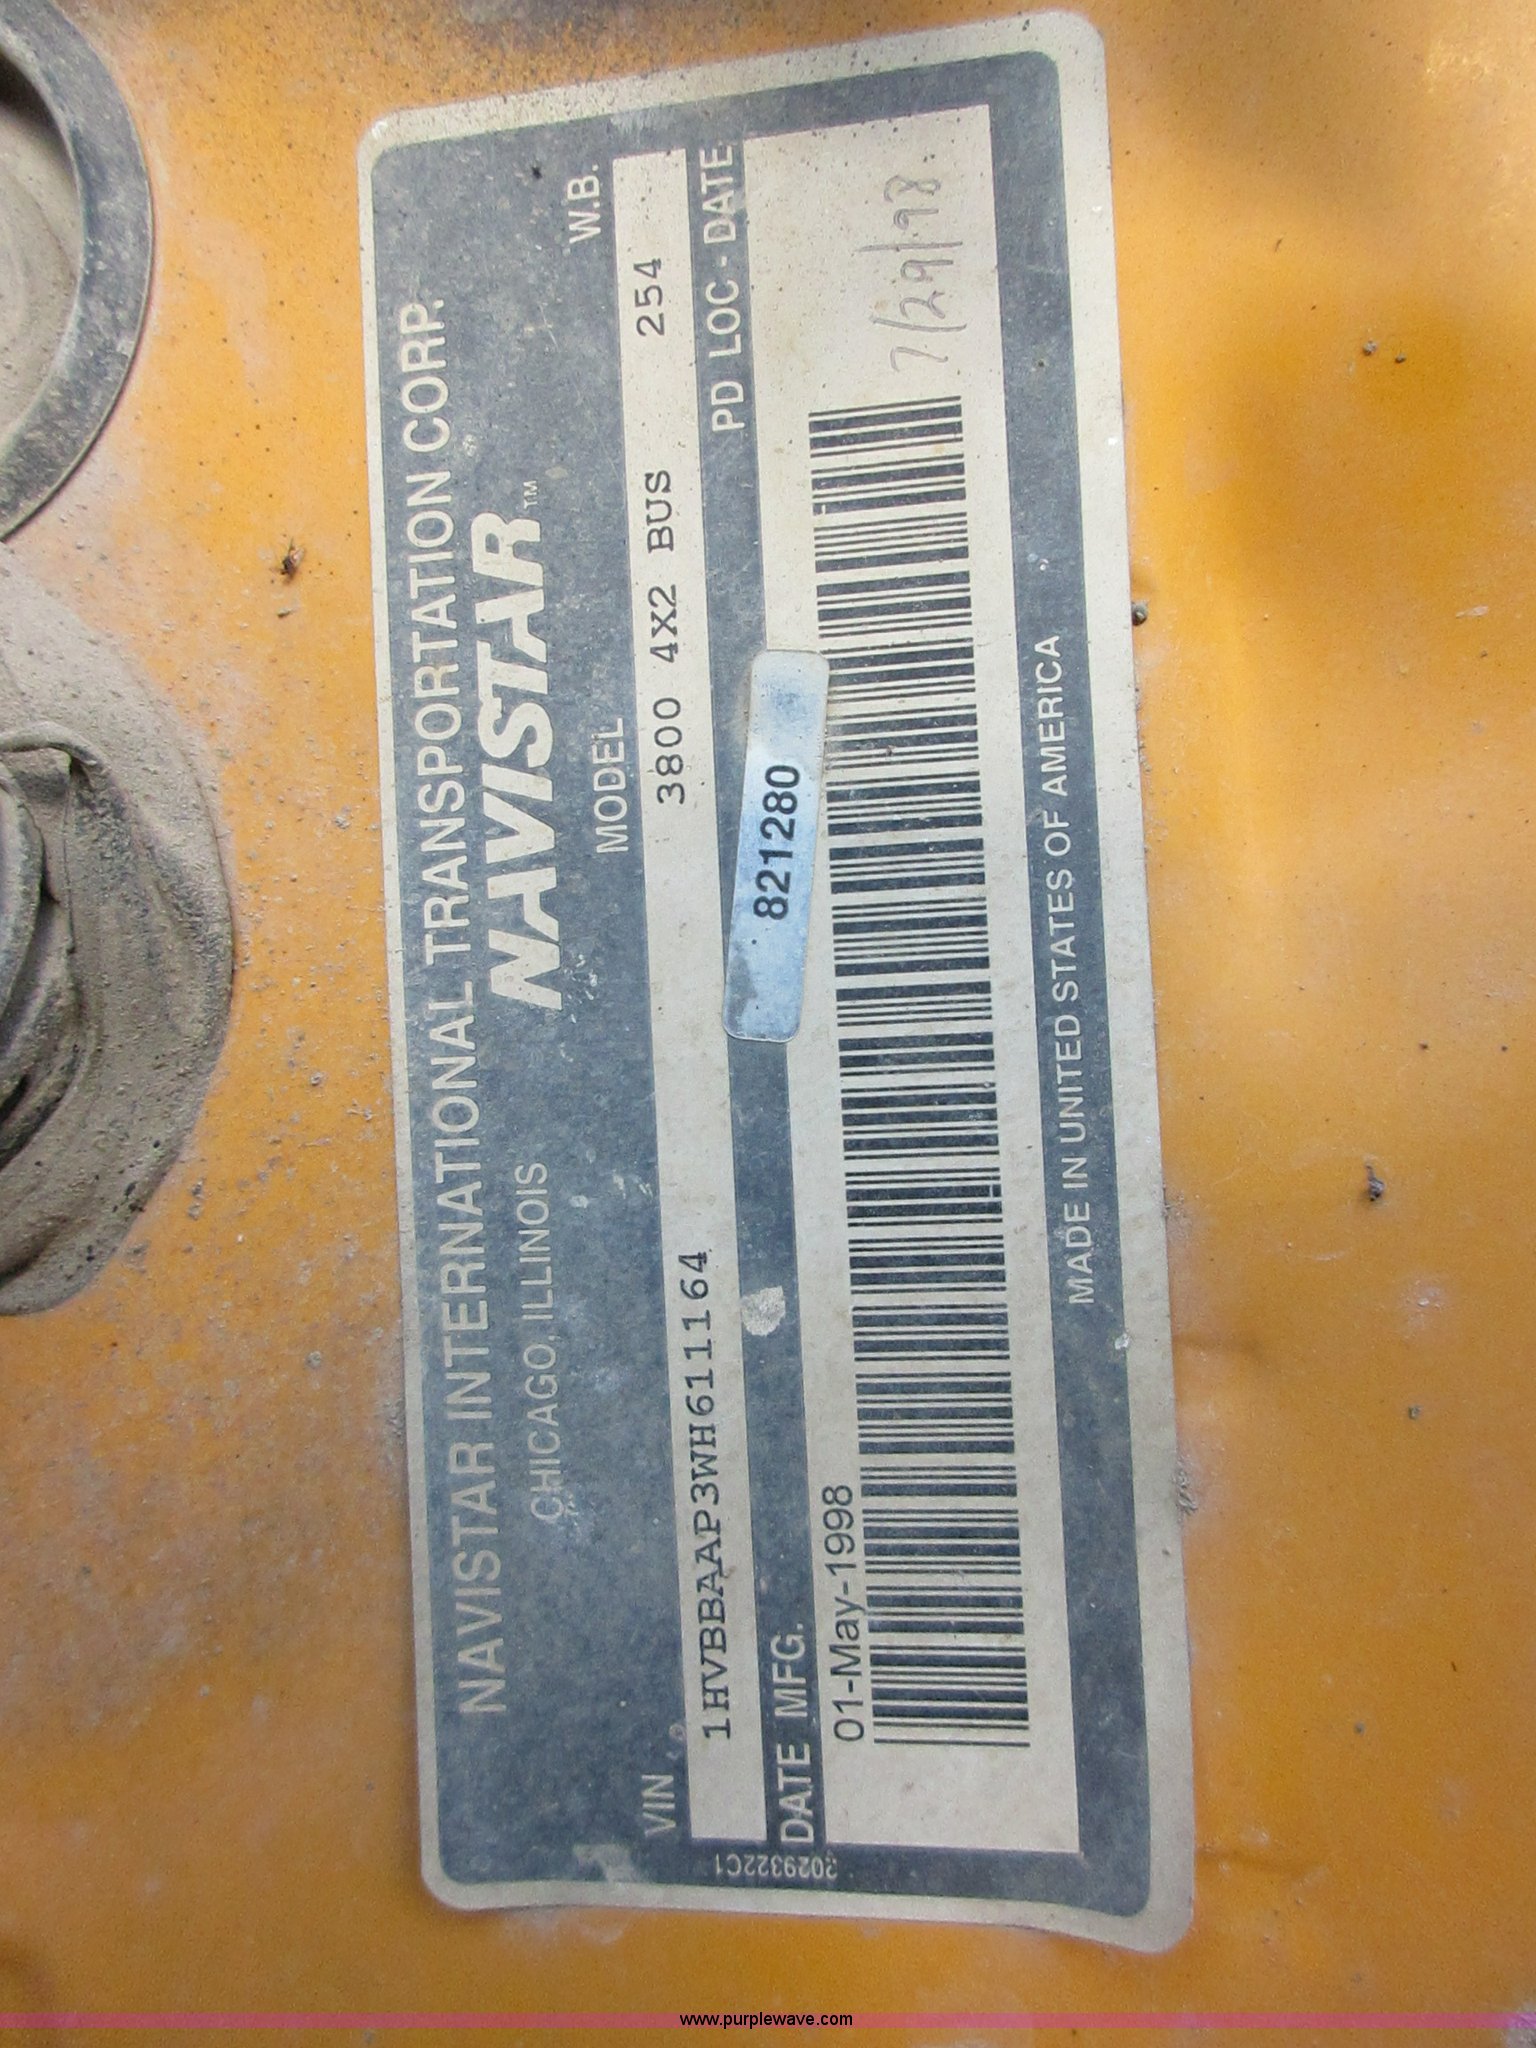 NAVISTAR INTERNATIONAL TRANSPORTATION CORP.
CHICAGO, ILLINOIS
NAVISTAR™
VIN MODEL W.B.
1HVBBAAP3WH611164 3800 4X2 BUS 254
DATE MFG. PD LOC - DATE
821280
01-May-1998
7/29/98.
MADE IN UNITED STATES OF AMERICA
2029322C1
www.purplewave.com